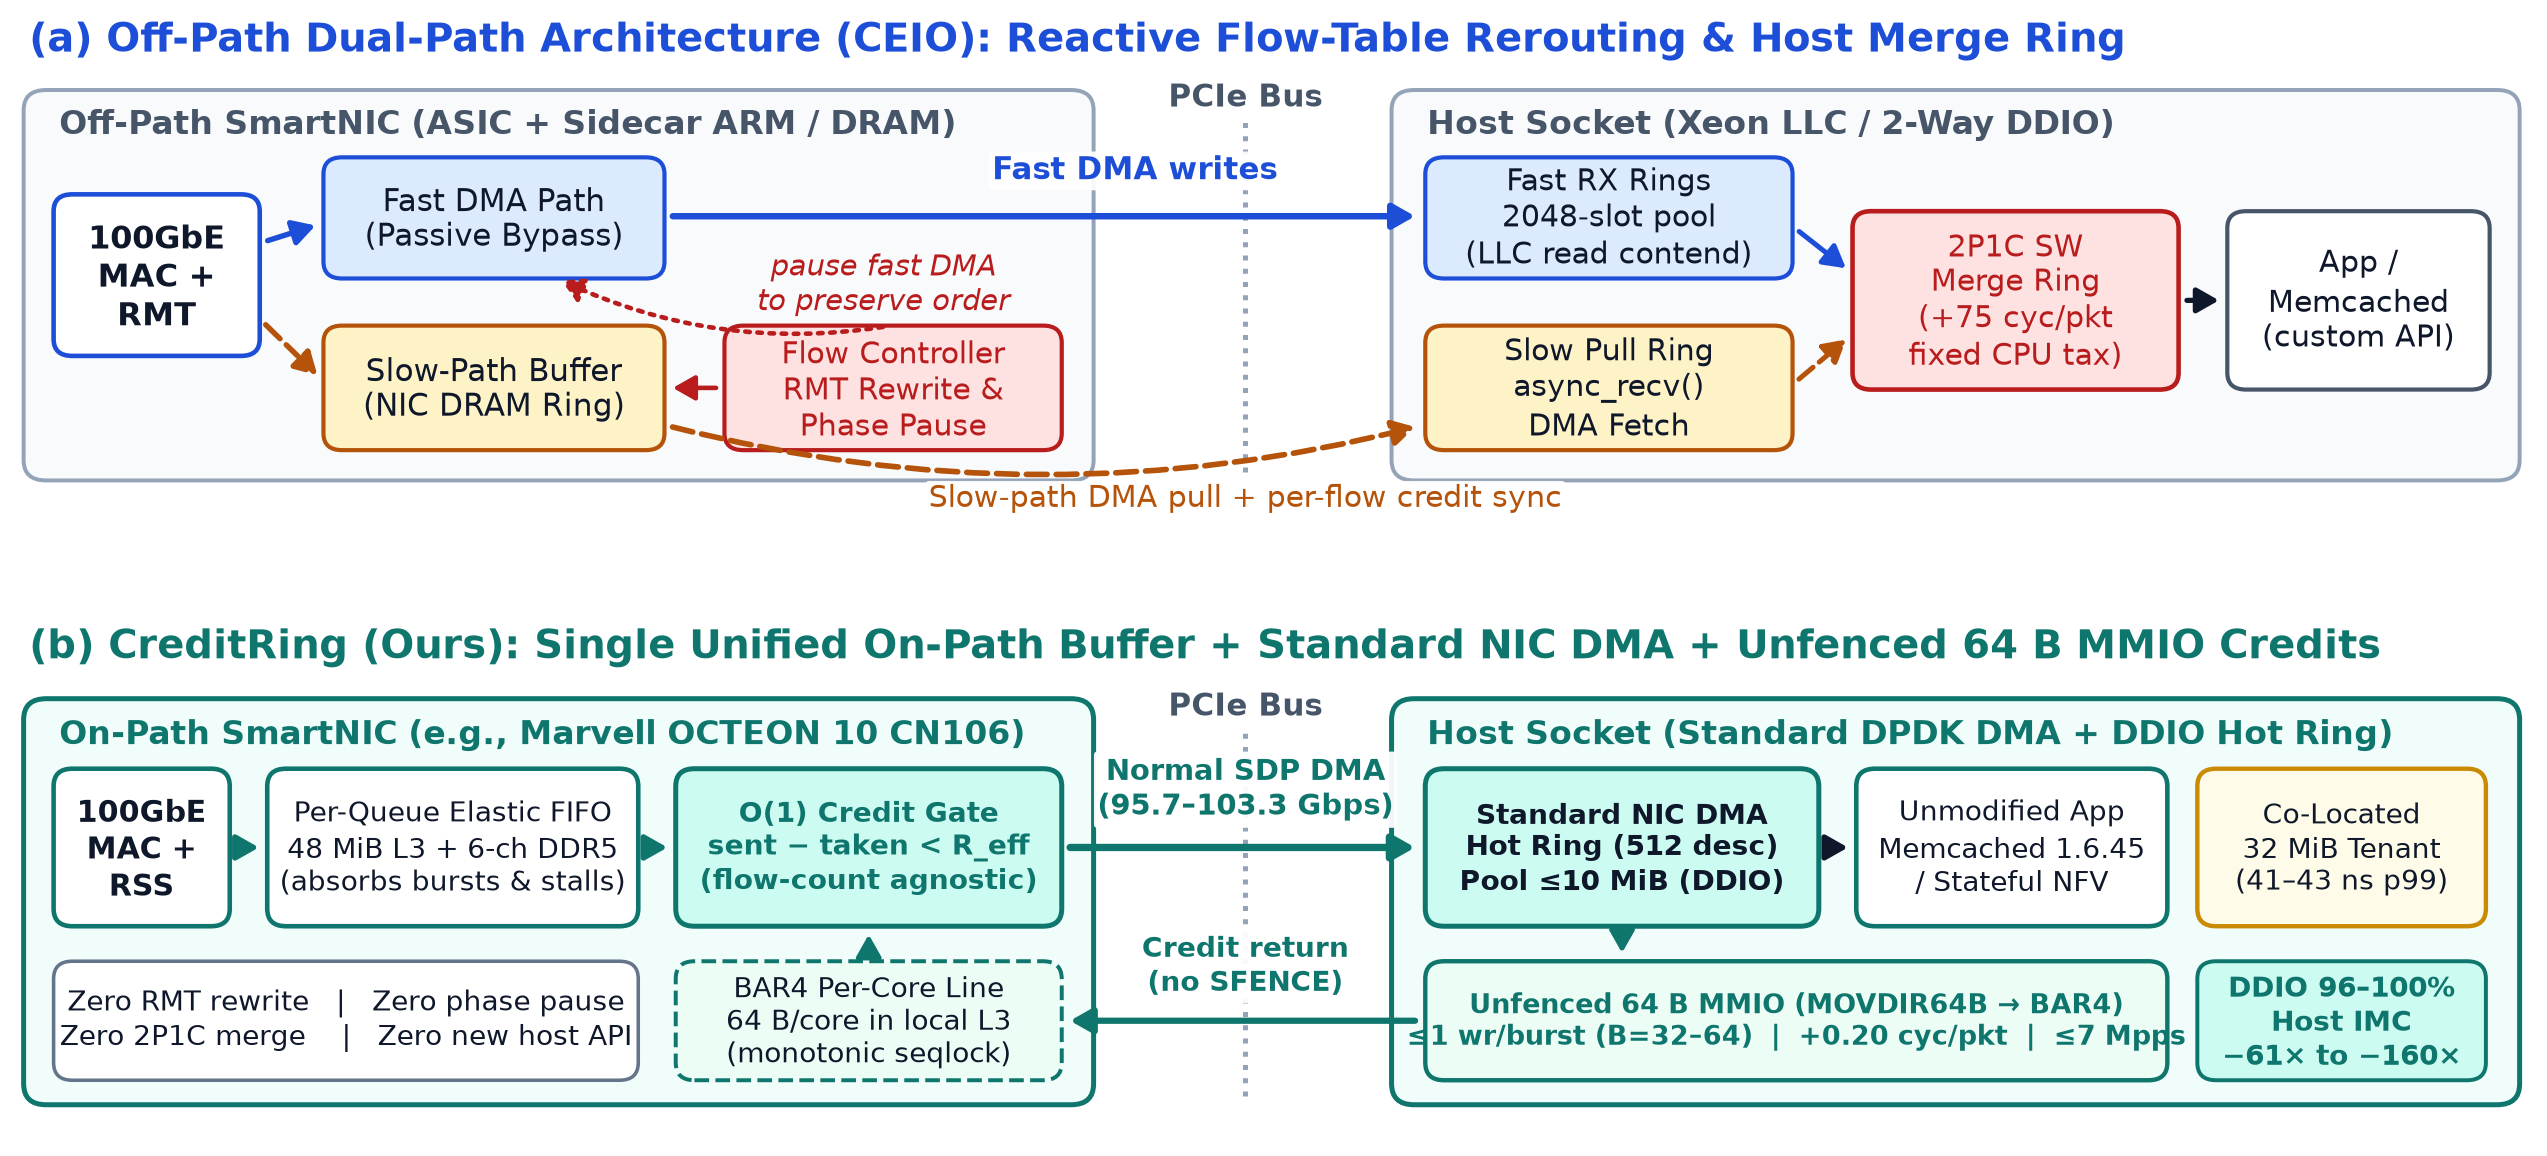 (a) Off-Path Dual-Path Architecture (CEIO): Reactive Flow-Table Rerouting & Host Merge Ring
PCIe Bus
Off-Path SmartNIC (ASIC + Sidecar ARM / DRAM)
100GbE
MAC +
RMT
Fast DMA Path
(Passive Bypass)
Fast DMA writes
pause fast DMA
to preserve order
Slow-Path Buffer
(NIC DRAM Ring)
Flow Controller
RMT Rewrite &
Phase Pause
Slow-path DMA pull + per-flow credit sync
Host Socket (Xeon LLC / 2-Way DDIO)
Fast RX Rings
2048-slot pool
(LLC read contend)
Slow Pull Ring
async_recv()
DMA Fetch
2P1C SW
Merge Ring
(+75 cyc/pkt
fixed CPU tax)
App /
Memcached
(custom API)
(b) CreditRing (Ours): Single Unified On-Path Buffer + Standard NIC DMA + Unfenced 64 B MMIO Credits
PCIe Bus
On-Path SmartNIC (e.g., Marvell OCTEON 10 CN106)
100GbE
MAC +
RSS
Per-Queue Elastic FIFO
48 MiB L3 + 6-ch DDR5
(absorbs bursts & stalls)
O(1) Credit Gate
sent − taken < R_eff
(flow-count agnostic)
Normal SDP DMA
(95.7–103.3 Gbps)
Zero RMT rewrite | Zero phase pause
Zero 2P1C merge | Zero new host API
BAR4 Per-Core Line
64 B/core in local L3
(monotonic seqlock)
Credit return
(no SFENCE)
Host Socket (Standard DPDK DMA + DDIO Hot Ring)
Standard NIC DMA
Hot Ring (512 desc)
Pool ≤10 MiB (DDIO)
Unmodified App
Memcached 1.6.45
/ Stateful NFV
Co-Located
32 MiB Tenant
(41–43 ns p99)
Unfenced 64 B MMIO (MOVDIR64B → BAR4)
≤1 wr/burst (B=32–64) | +0.20 cyc/pkt | ≤7 Mpps
DDIO 96–100%
Host IMC
−61× to −160×